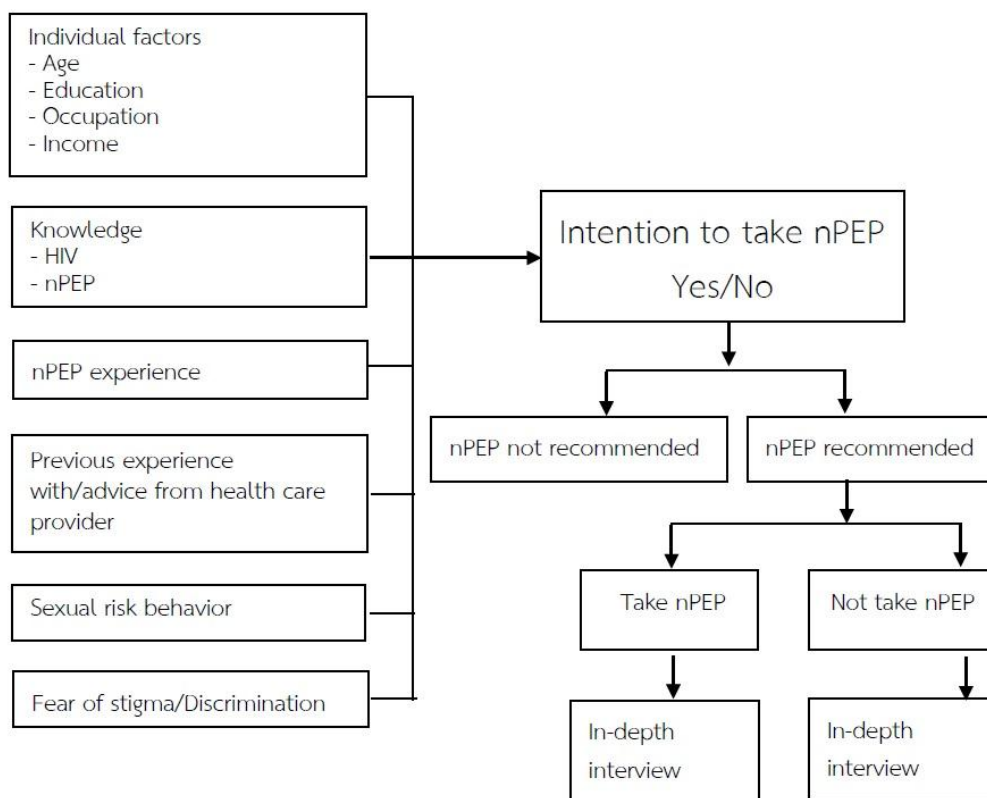 Individual factors
- Age
- Education
- Occupation
- Income
Knowledge
- HIV
- nPEP
nPEP experience
Previous experience
with/advice from health care
provider
Sexual risk behavior
Fear of stigma/Discrimination
Intention to take nPEP
Yes/No
nPEP not recommended
nPEP recommended
Take nPEP
Not take nPEP
In-depth
interview
In-depth
interview